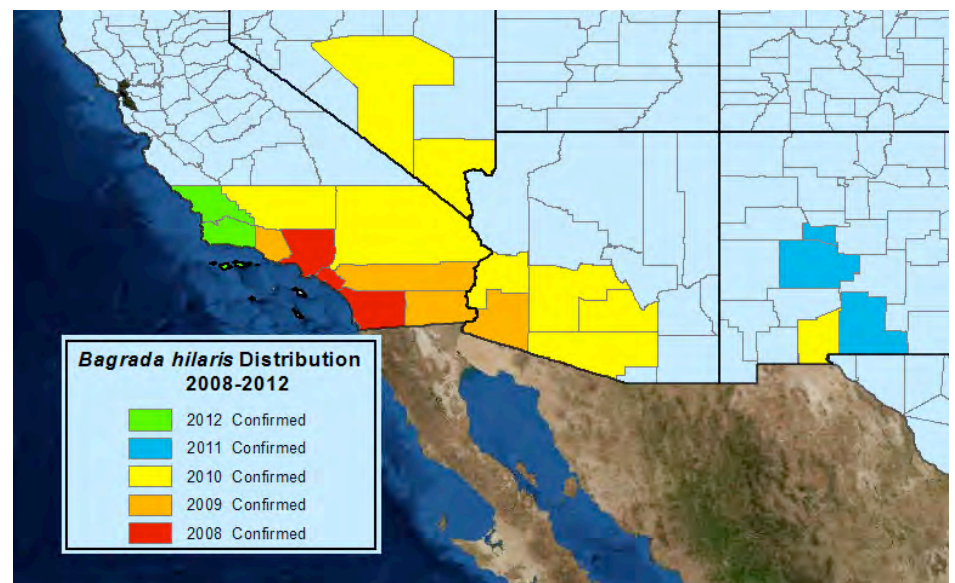 Bagrada hilaris Distribution
2008-2012
2012 Confirmed
2011 Confirmed
2010 Confirmed
2009 Confirmed
2008 Confirmed